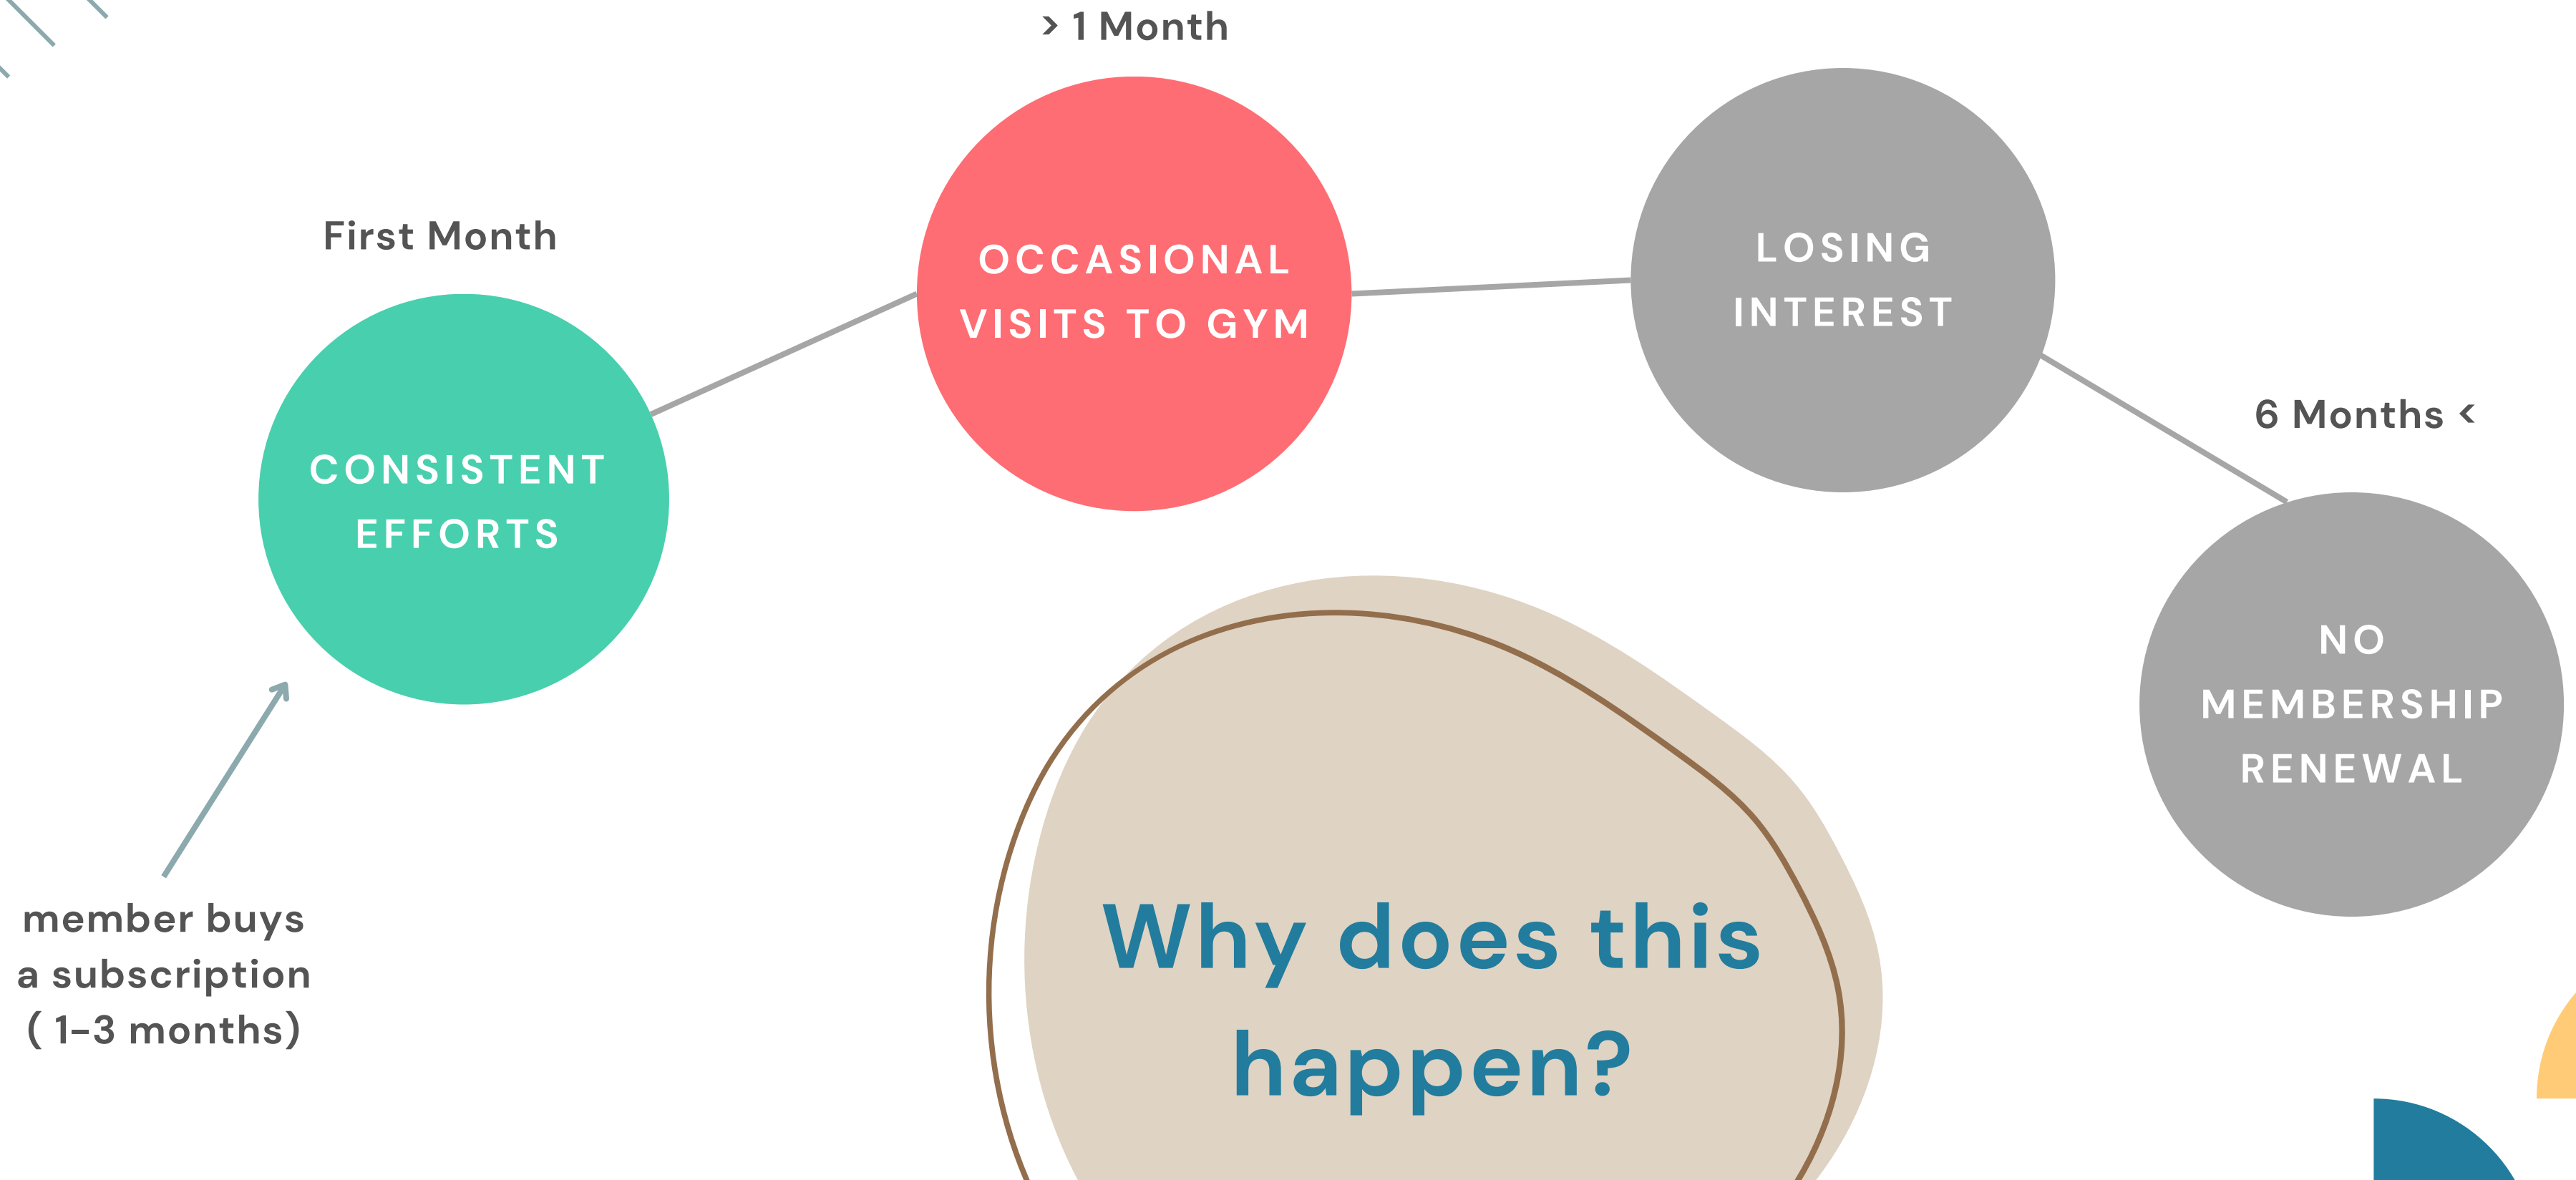 > 1 Month
First Month
OCCASIONAL
VISITS TO GYM
LOSING
INTEREST
6 Months <
CONSISTENT
EFFORTS
NO
MEMBERSHIP
RENEWAL
member buys
a subscription
( 1-3 months)
Why does this
happen?